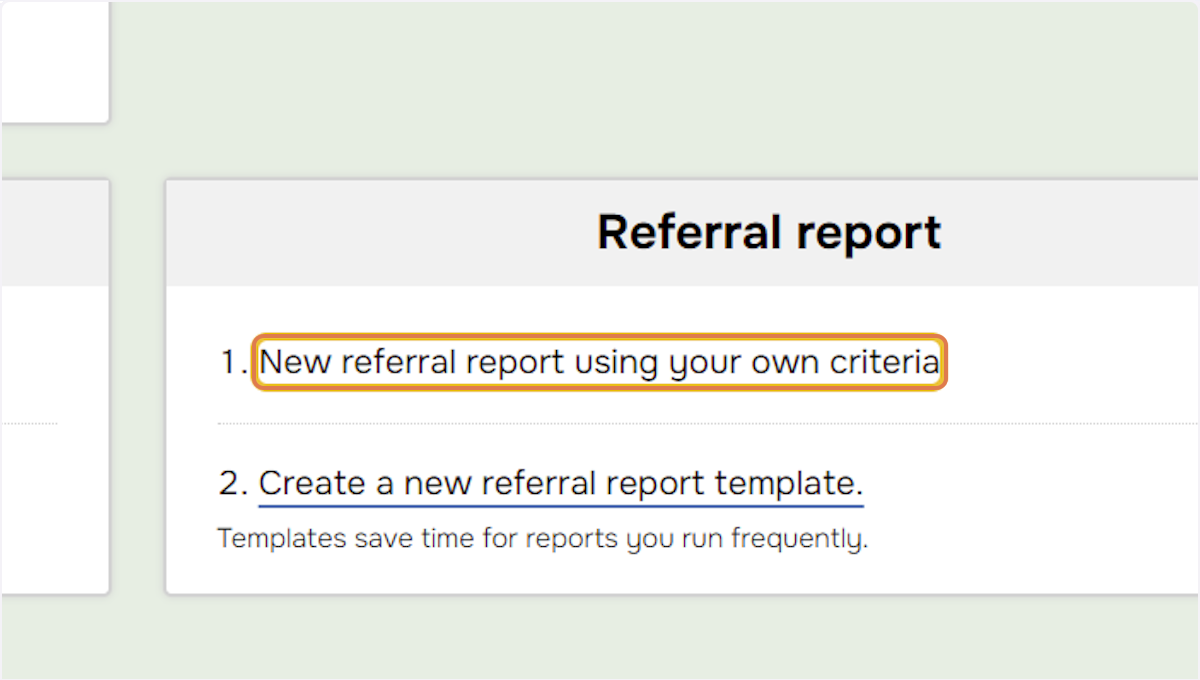 Referral report
1. New referral report using your own criteria
2. Create a new referral report template.
Templates save time for reports you run frequently.